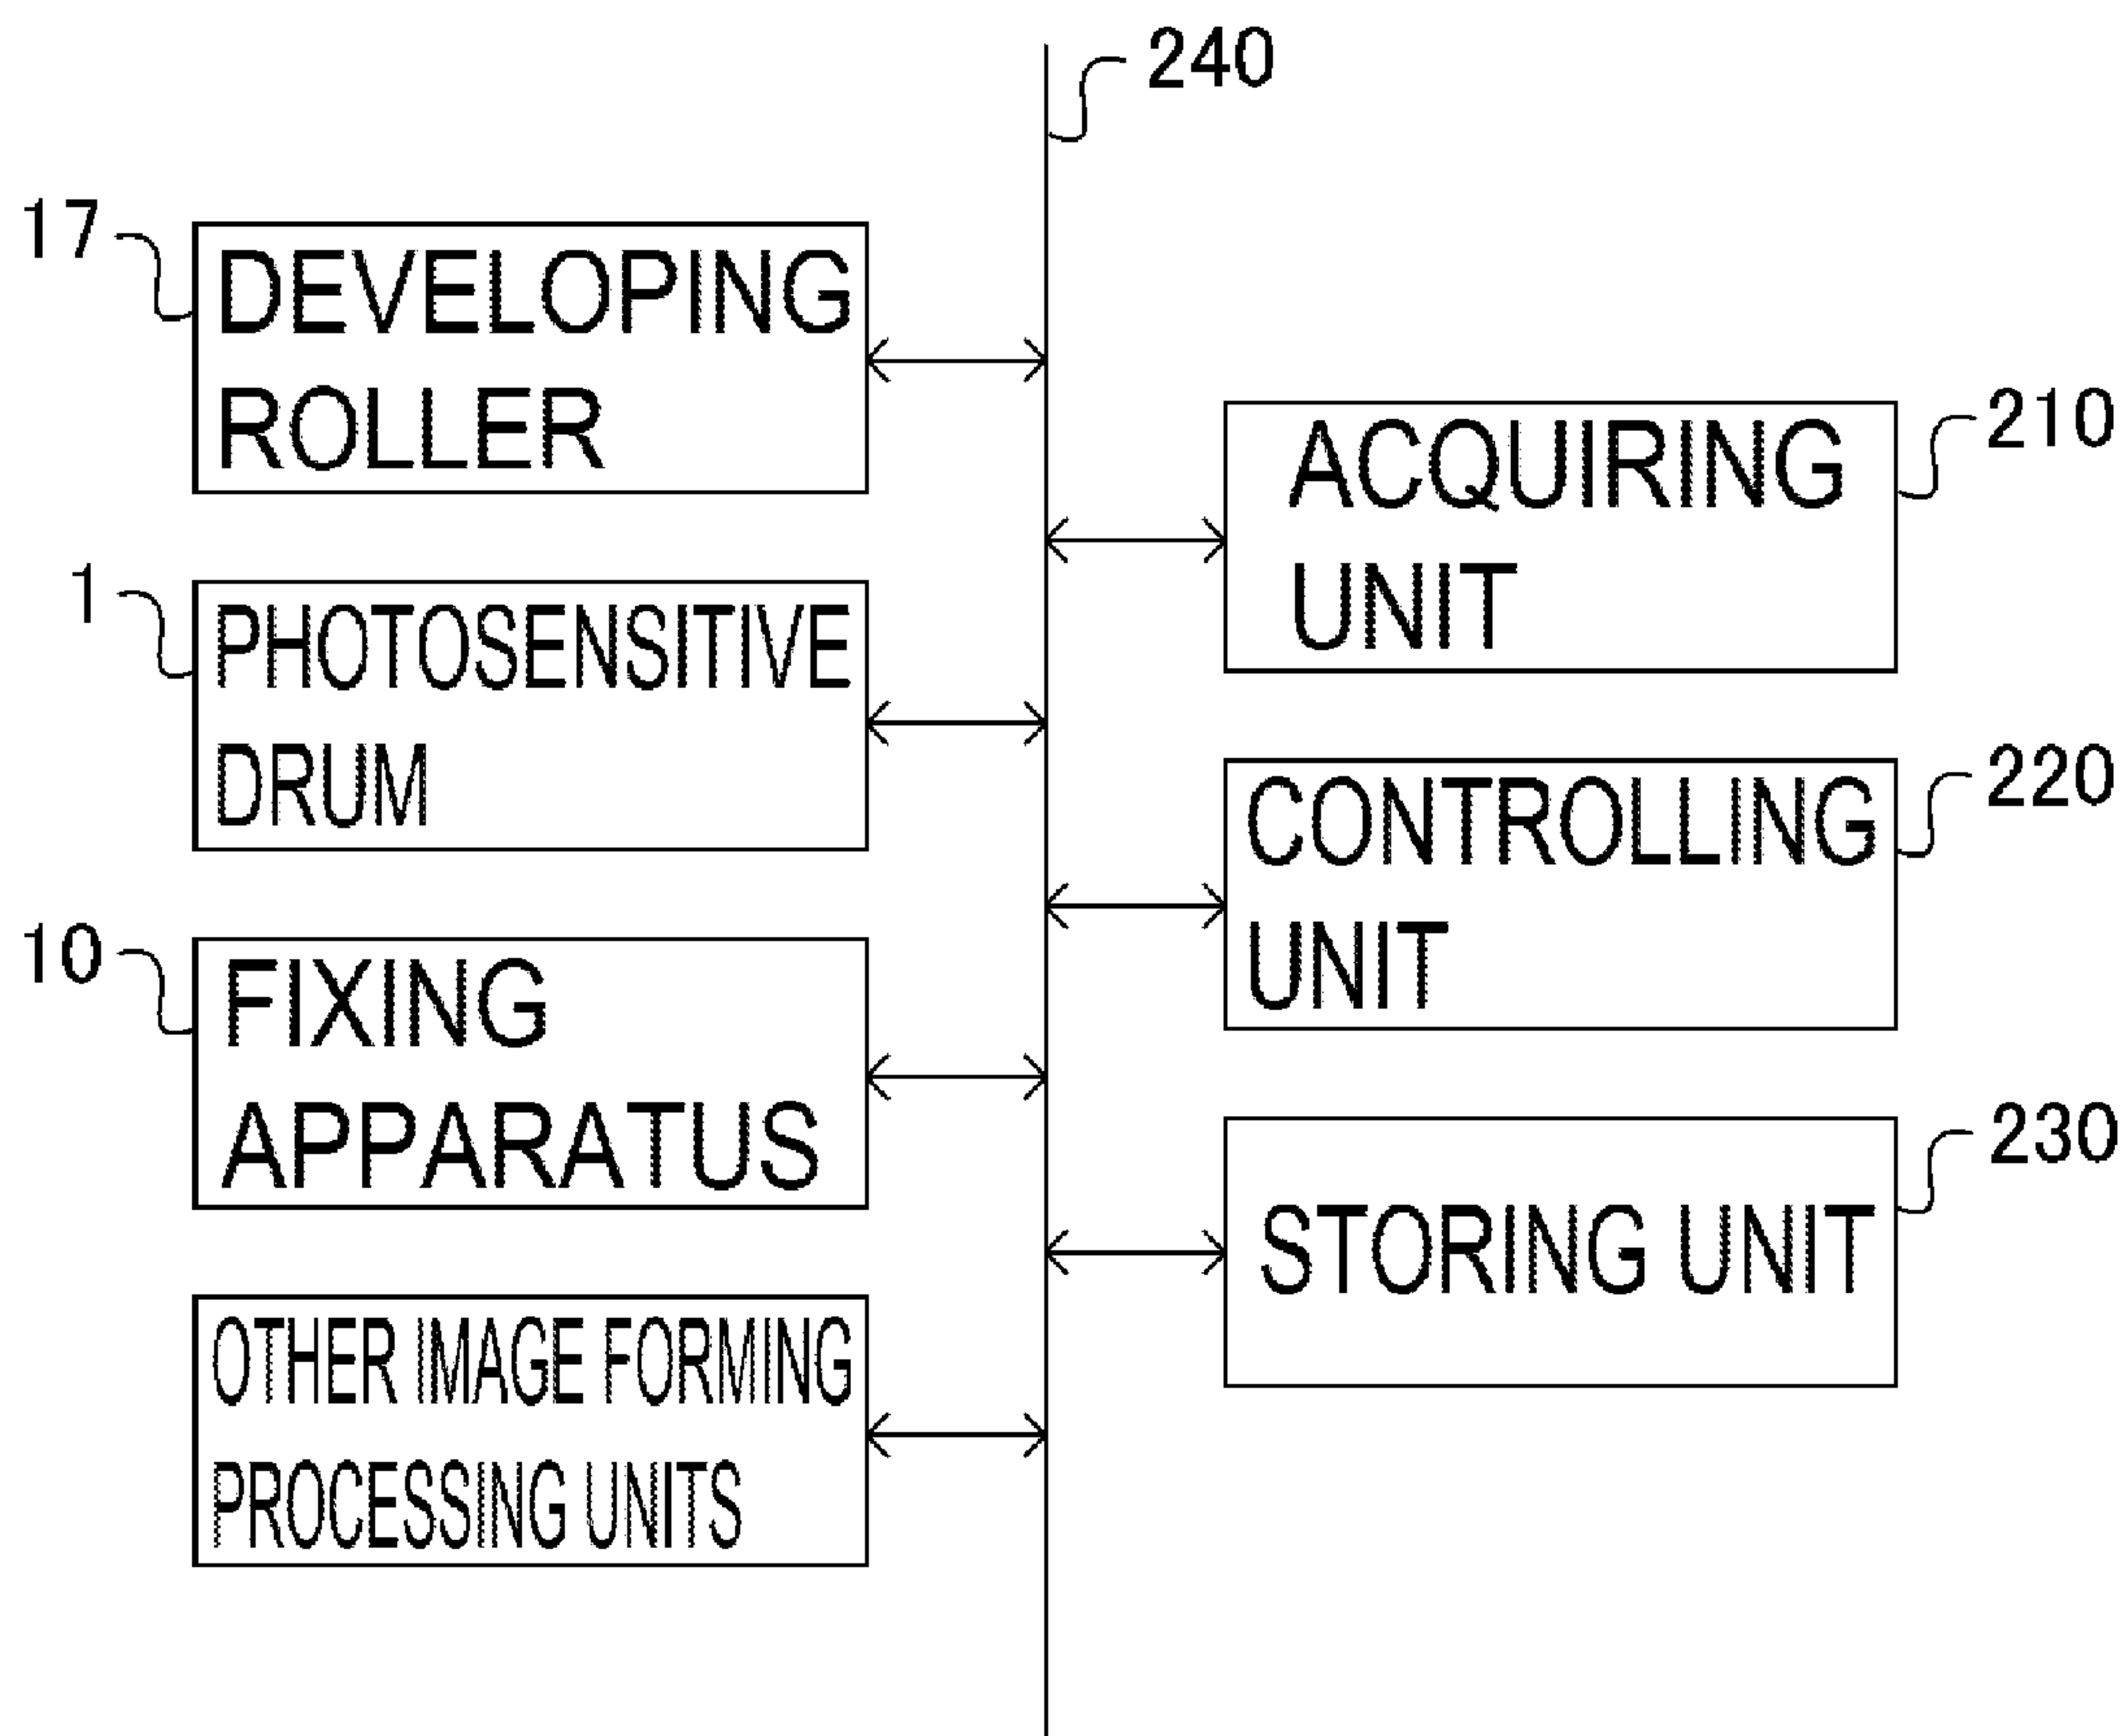 240
17
DEVELOPING
ROLLER
1
PHOTOSENSITIVE
DRUM
10
FIXING
APPARATUS
OTHER IMAGE FORMING
PROCESSING UNITS
210
ACQUIRING
UNIT
220
CONTROLLING
UNIT
230
STORING UNIT